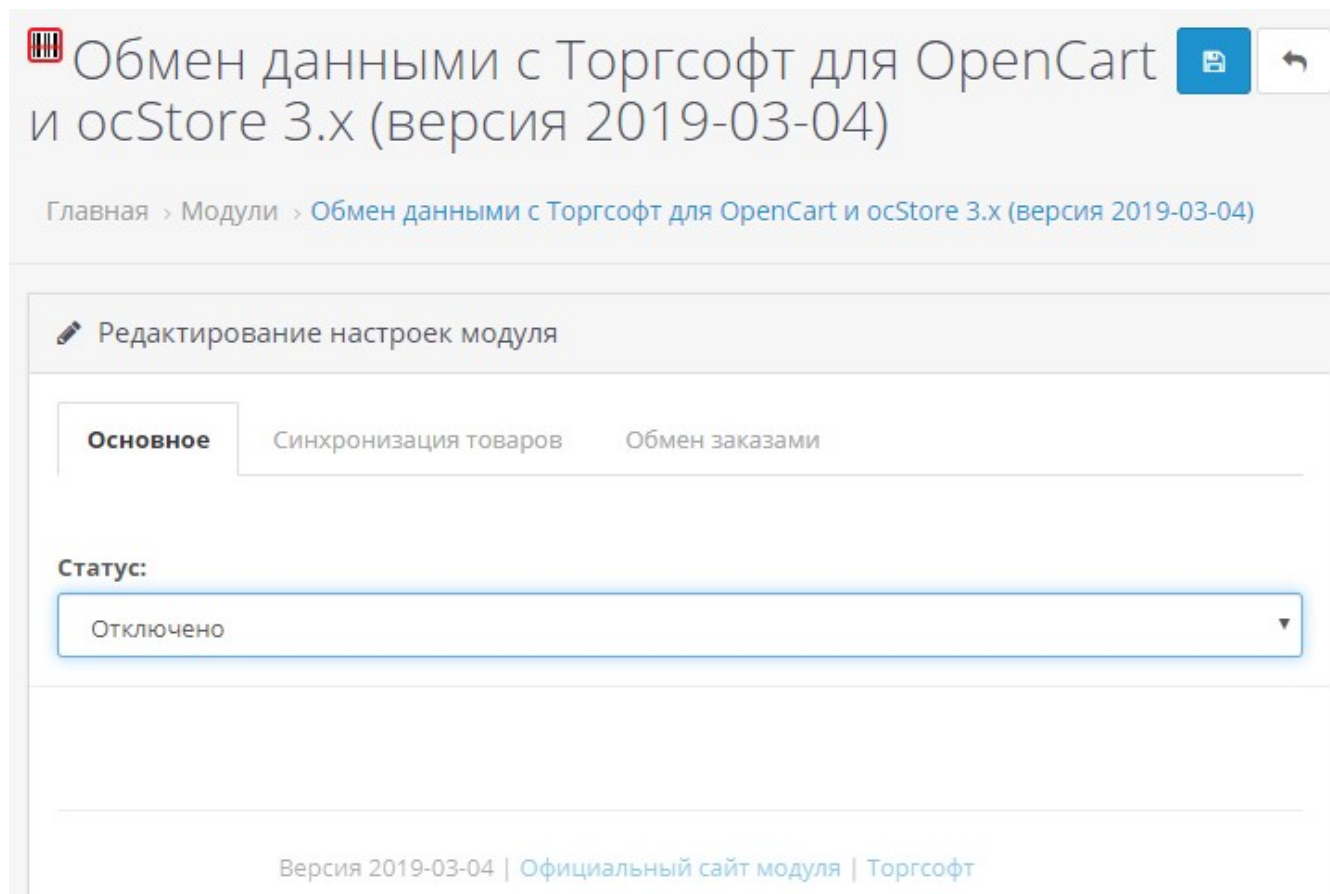 Обмен данными с Торгсофт для OpenCart
и ocStore 3.x (версия 2019-03-04)
Главная › Модули › Обмен данными с Торгсофт для OpenCart и ocStore 3.x (версия 2019-03-04)
Редактирование настроек модуля
Основное Синхронизация товаров Обмен заказами
Статус:
Отключено
Версия 2019-03-04 | Официальный сайт модуля | Торгсофт